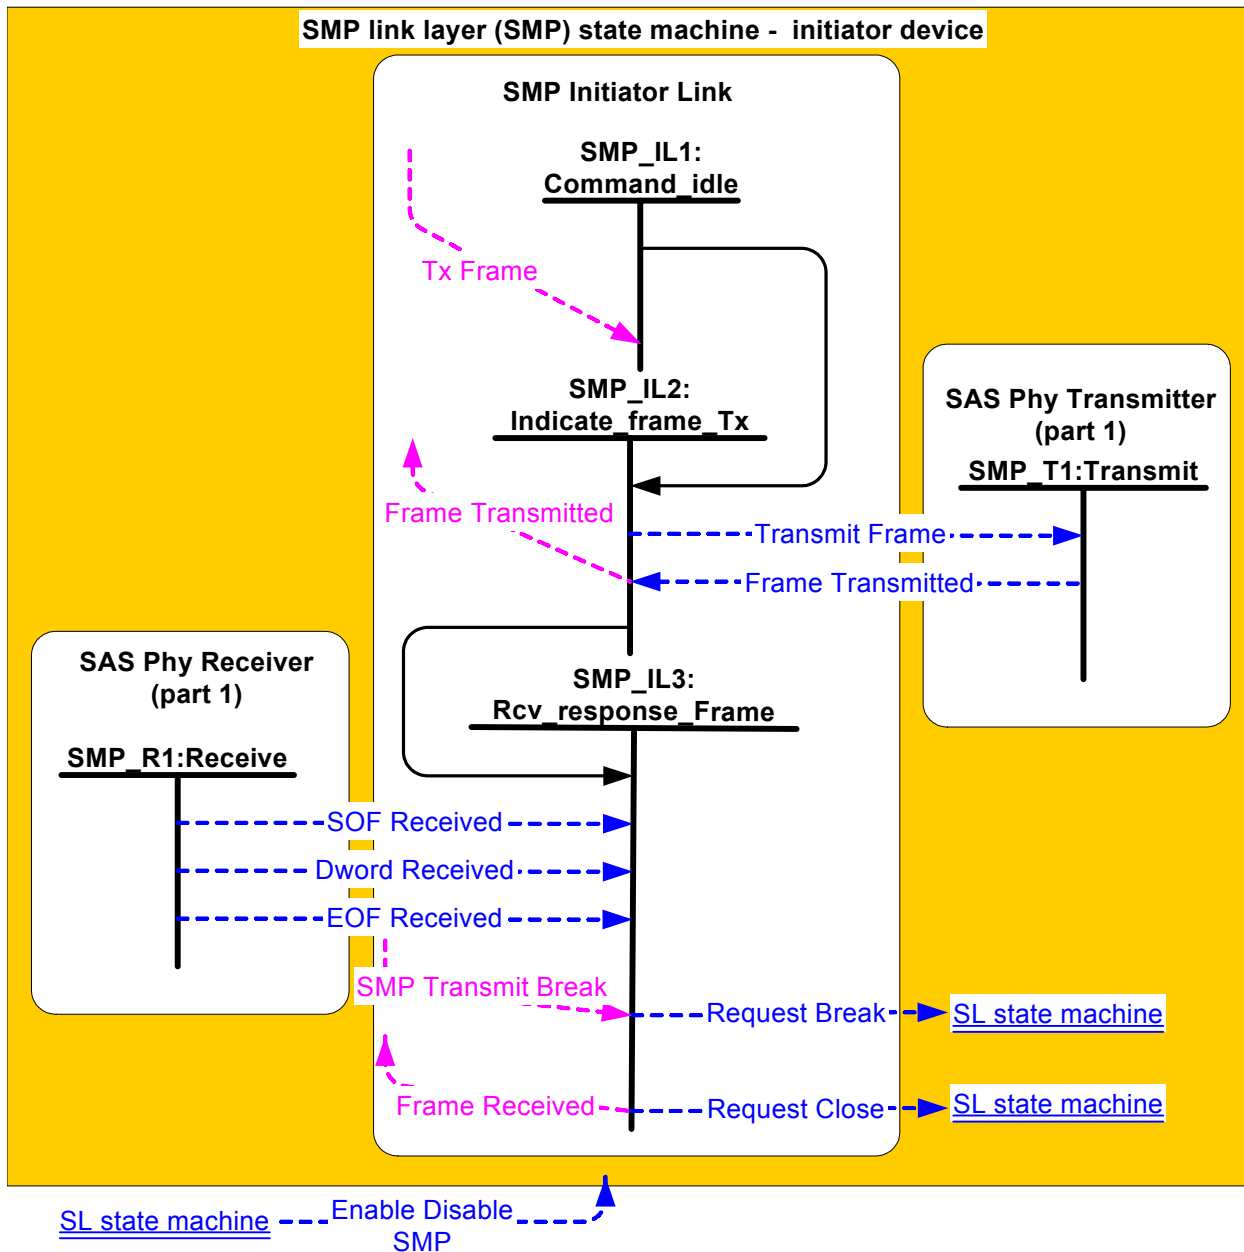 SMP link layer (SMP) state machine -  initiator device
SMP Initiator Link
SMP_IL1:
Command_idle
Tx Frame
SMP_IL2:
Indicate_frame_Tx
SAS Phy Transmitter
(part 1)
SMP_T1:Transmit
Frame Transmitted
Transmit Frame
Frame Transmitted
SAS Phy Receiver
(part 1)
SMP_R1:Receive
SMP_IL3:
Rcv_response_Frame
SOF Received
Dword Received
EOF Received
SMP Transmit Break
Request Break
SL state machine
Frame Received
Request Close
SL state machine
SL state machine
Enable Disable
SMP